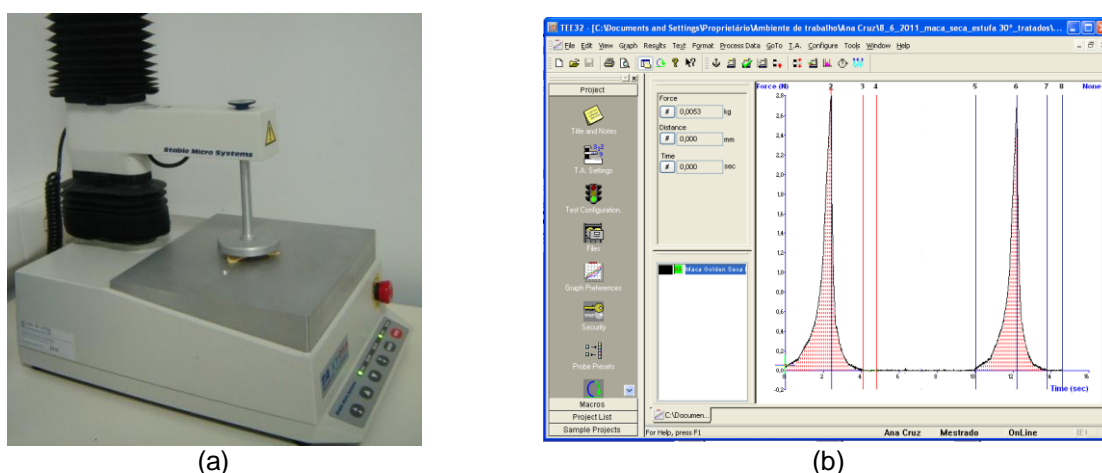 Stable Micro Systems
TEE32 - [C:\Documents and Settings\Proprietário\Ambiente de trabalho\Ana Cruz\8_6_2011_maca_seca_estufa 30º_tratados\...
File Edit View Graph Results Text Format Process Data GoTo T.A. Configure Tools Window Help
Project
Title and Notes
T.A. Settings
Test Configuration
Files
Graph Preferences
Security
Probe Presets
Macros
Project List
Sample Projects
Force
0,0053 kg
Distance
0,000 mm
Time
0,000 sec
Maca Golden Seca
Force (N) 2 3 4 5 6 7 8 None
2,8
2,6
2,4
2,2
2,0
1,8
1,6
1,4
1,2
1,0
0,8
0,6
0,4
0,2
0,0
-0,2
0 2 4 6 8 10 12 14 16
Time (sec)
C:\Documen...
For Help, press F1 Ana Cruz Mestrado OnLine
(a) (b)